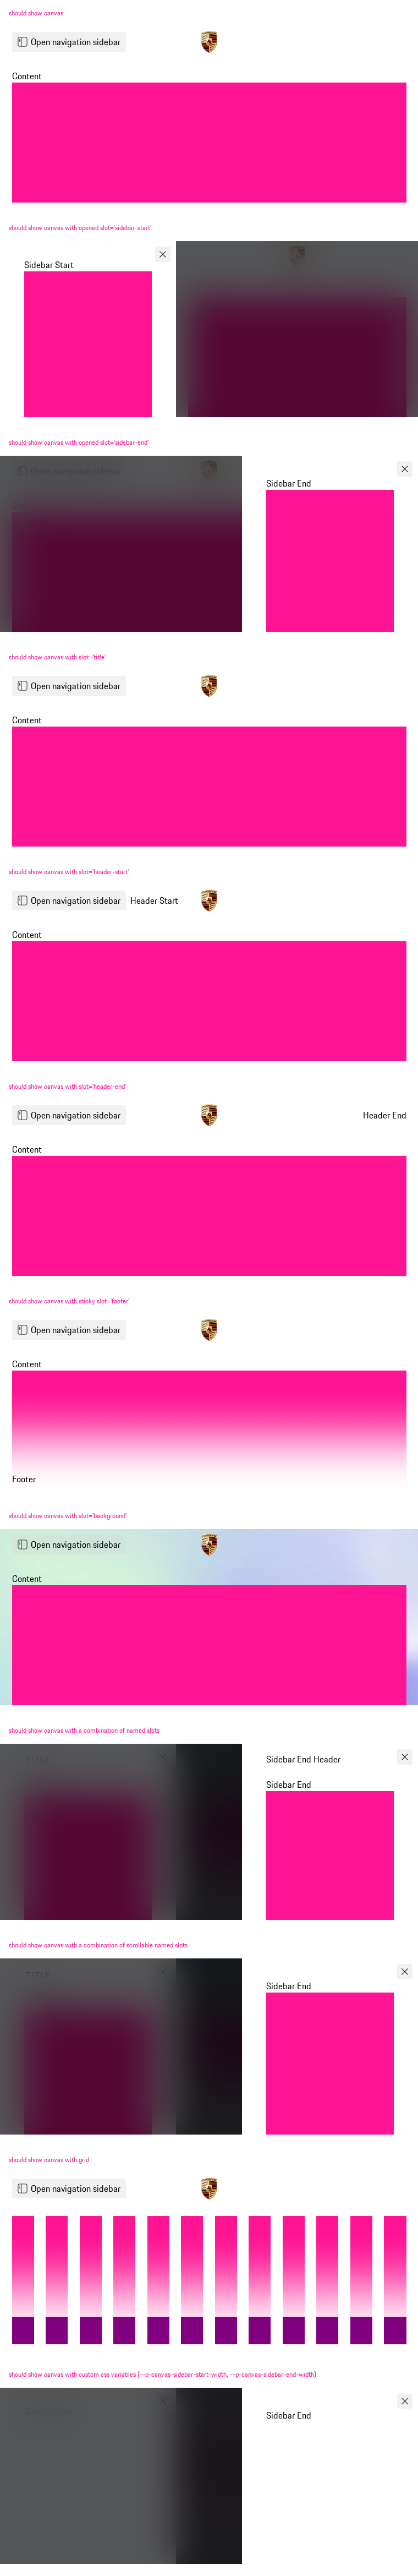 should show canvas
Open navigation sidebar
Content
should show canvas with opened slot='sidebar-start'
Sidebar Start
should show canvas with opened slot='sidebar-end'
Open navigation sidebar
Sidebar End
should show canvas with slot='title'
Open navigation sidebar
Content
should show canvas with slot='header-start'
Open navigation sidebar Header Start
Content
should show canvas with slot='header-end'
Open navigation sidebar Header End
Content
should show canvas with sticky slot='footer'
Open navigation sidebar
Content
Footer
should show canvas with slot='background'
Open navigation sidebar
Content
should show canvas with a combination of named slots
TITLE Sidebar End Header
Sidebar End
should show canvas with a combination of scrollable named slots
TITLE
Sidebar End
should show canvas with grid
Open navigation sidebar
should show canvas with custom css variables (--p-canvas-sidebar-start-width, --p-canvas-sidebar-end-width)
Sidebar End